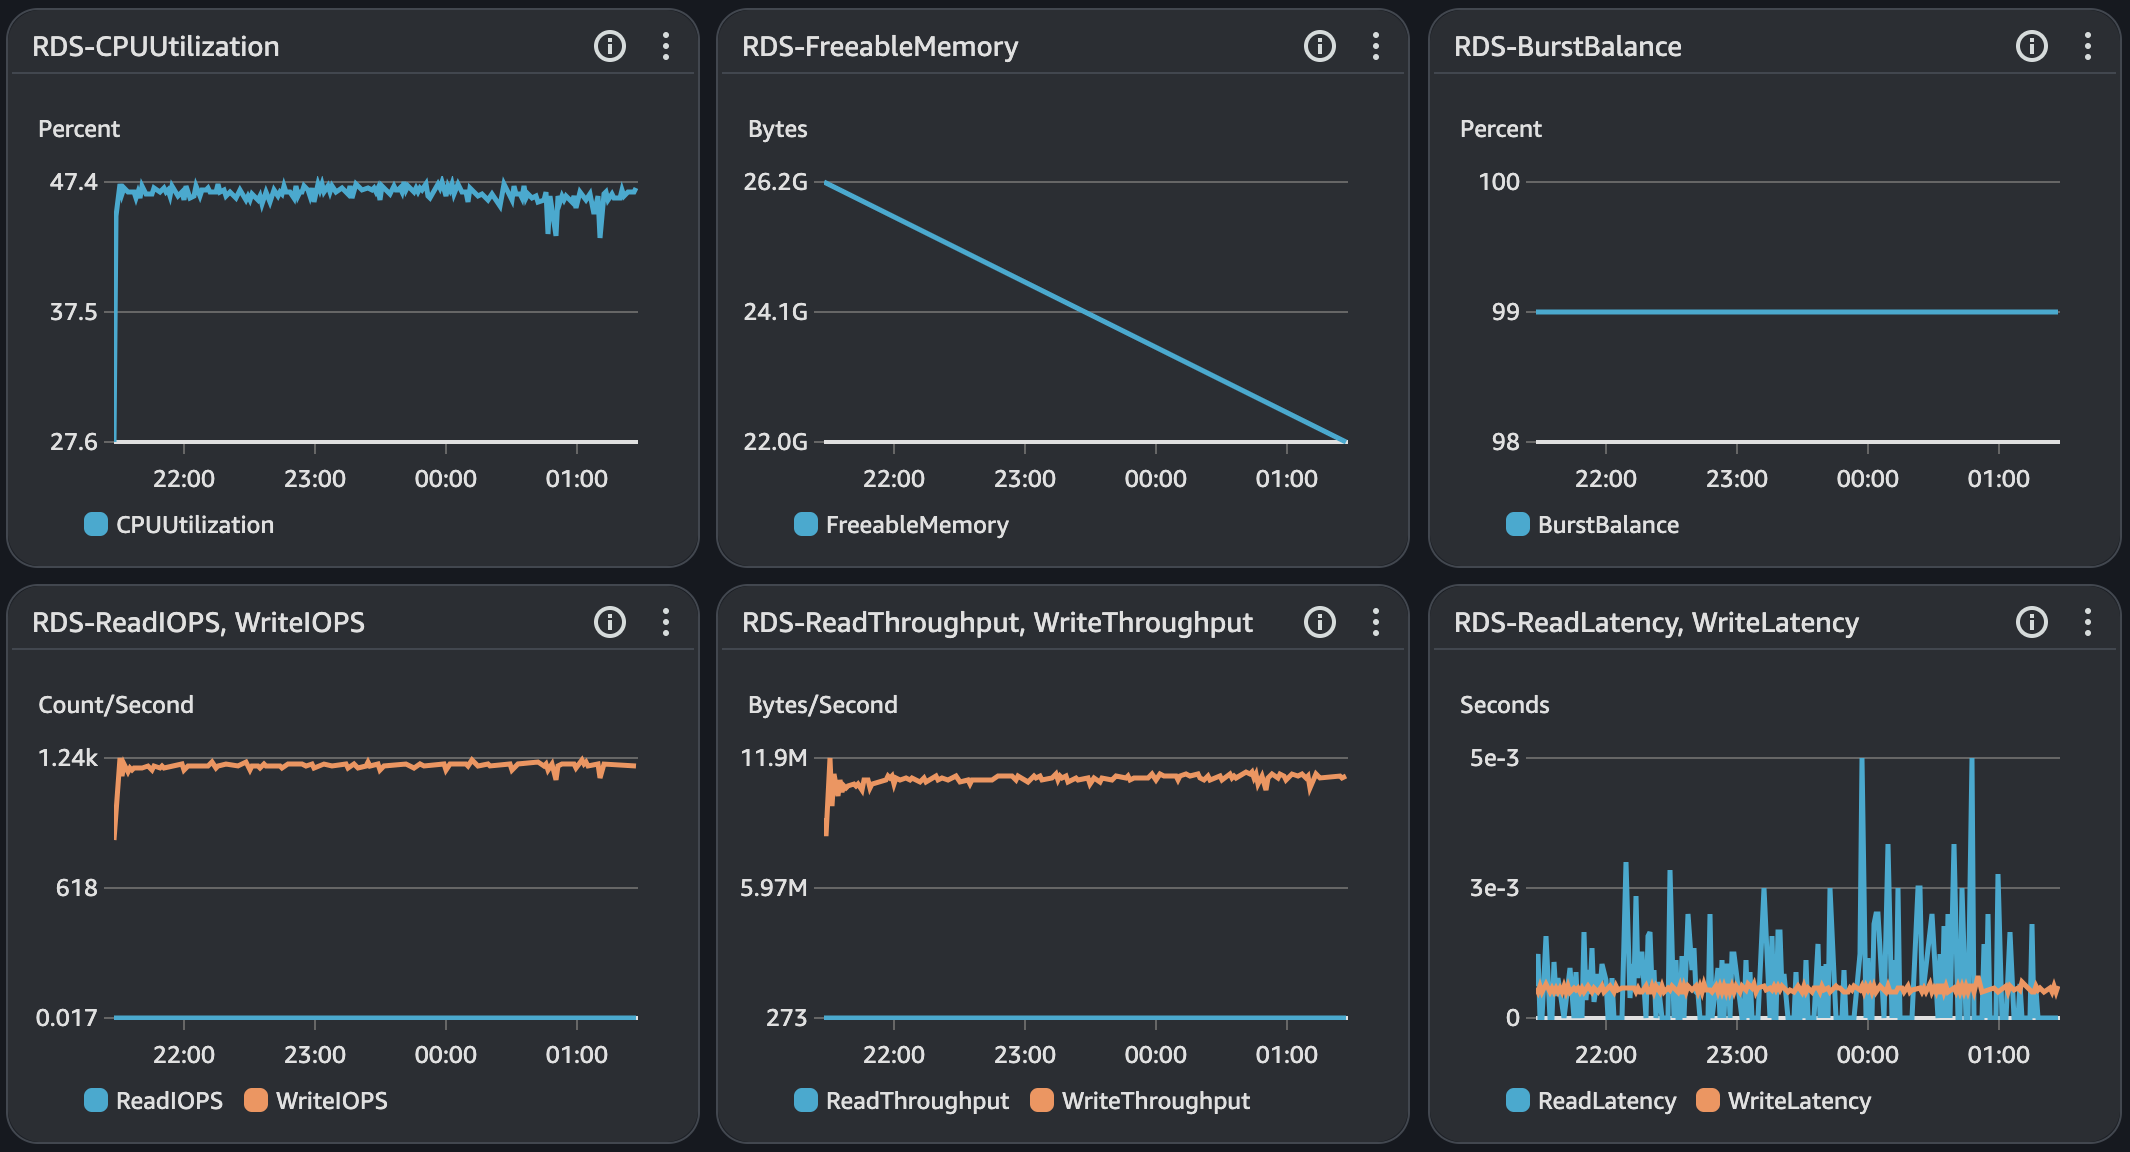 RDS-CPUUtilization
Percent
47.4
37.5
27.6
22:00 23:00 00:00 01:00
CPUUtilization
RDS-FreeableMemory
Bytes
26.2G
24.1G
22.0G
22:00 23:00 00:00 01:00
FreeableMemory
RDS-BurstBalance
Percent
100
99
98
22:00 23:00 00:00 01:00
BurstBalance
RDS-ReadIOPS, WriteIOPS
Count/Second
1.24k
618
0.017
22:00 23:00 00:00 01:00
ReadIOPS WriteIOPS
RDS-ReadThroughput, WriteThroughput
Bytes/Second
11.9M
5.97M
273
22:00 23:00 00:00 01:00
ReadThroughput WriteThroughput
RDS-ReadLatency, WriteLatency
Seconds
5e-3
3e-3
0
22:00 23:00 00:00 01:00
ReadLatency WriteLatency